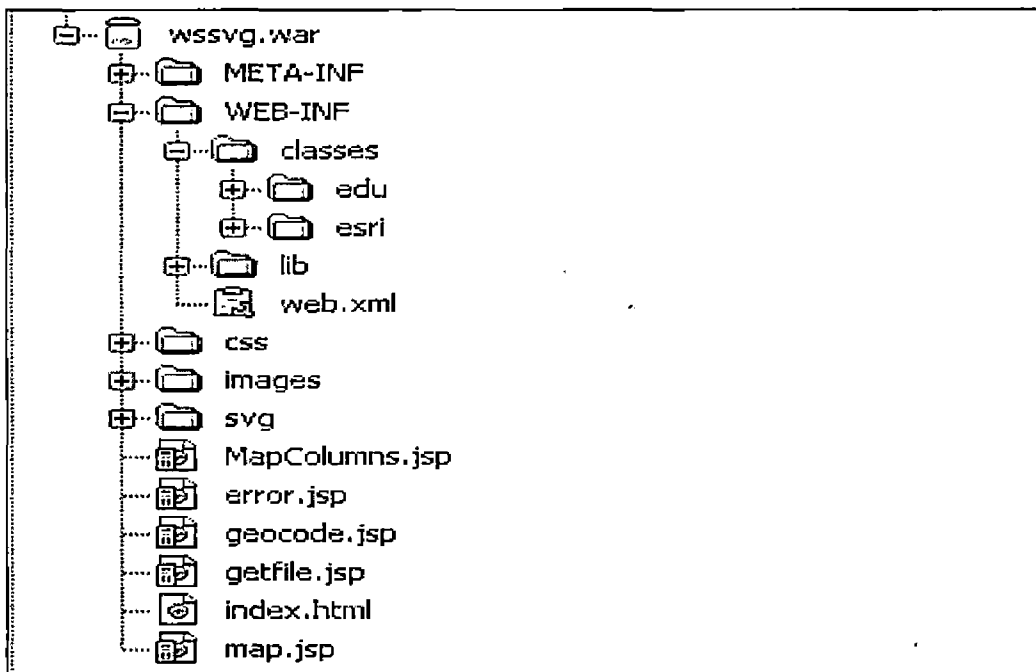 wssvg.war
META-INF
WEB-INF
classes
edu
esri
lib
web.xml
css
images
svg
MapColumns.jsp
error.jsp
geocode.jsp
getfile.jsp
index.html
map.jsp